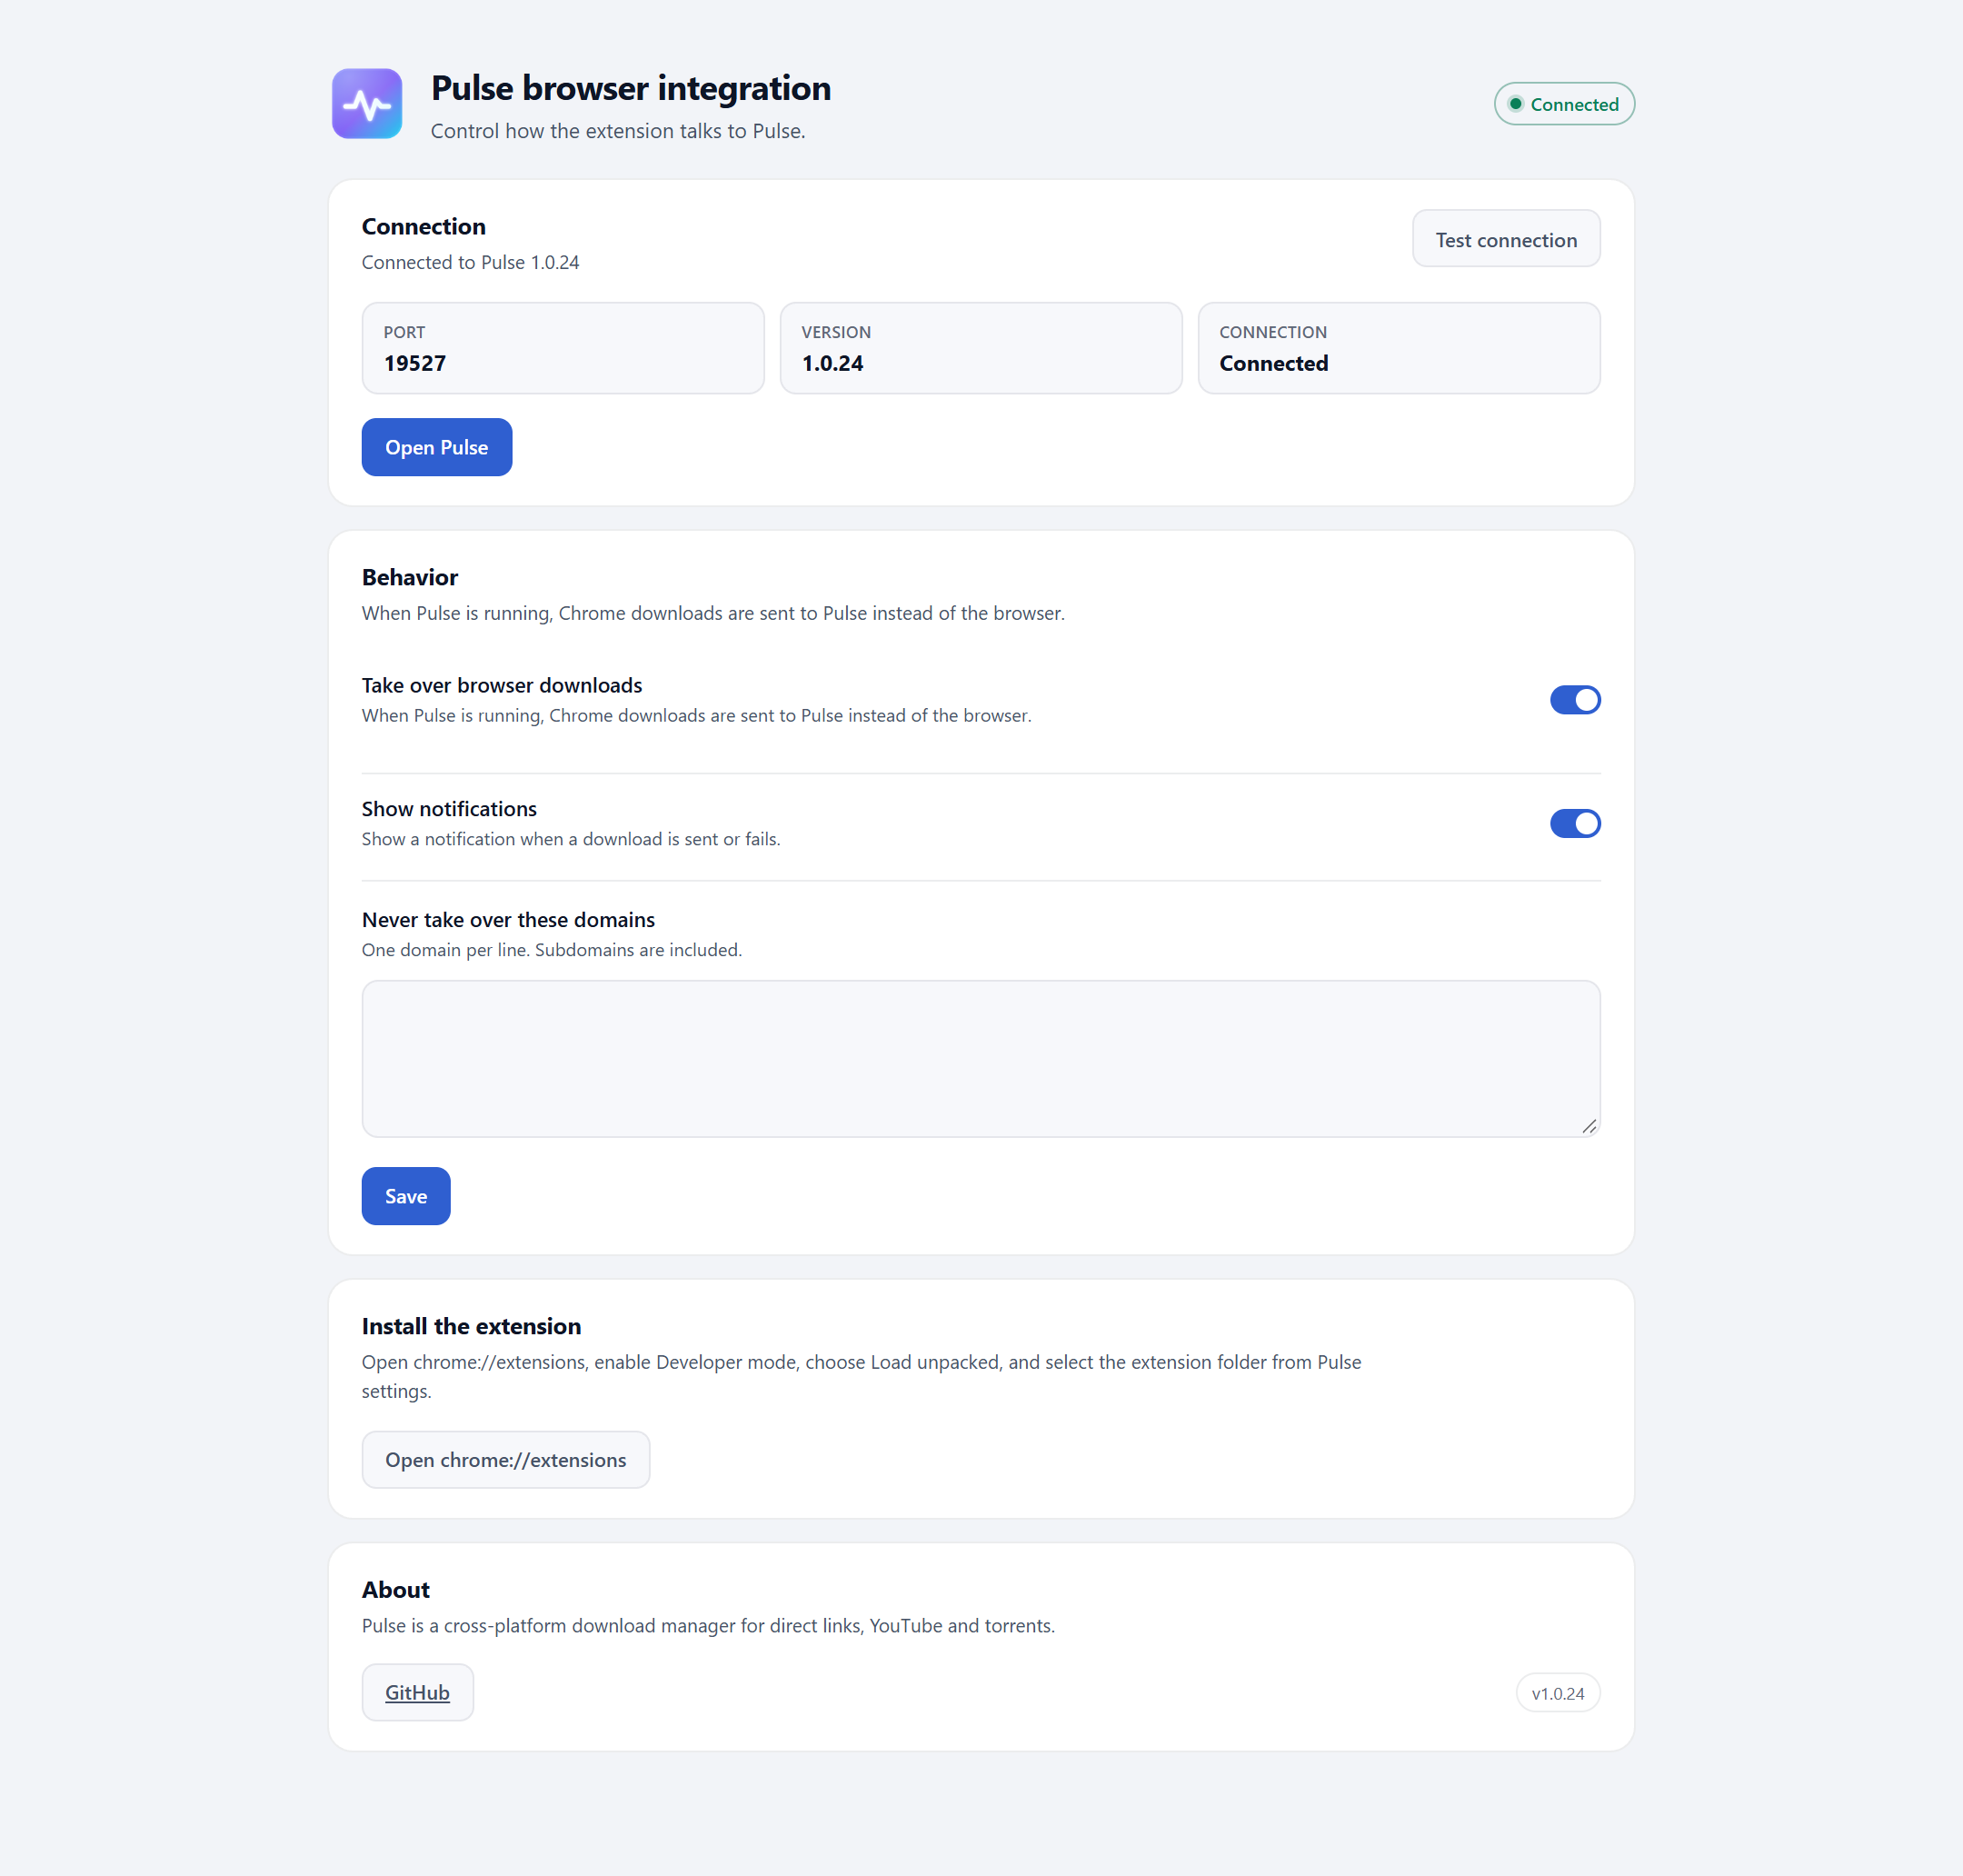 Pulse browser integration
Control how the extension talks to Pulse.
Connected
Connection
Connected to Pulse 1.0.24
Test connection
PORT
19527
VERSION
1.0.24
CONNECTION
Connected
Open Pulse
Behavior
When Pulse is running, Chrome downloads are sent to Pulse instead of the browser.
Take over browser downloads
When Pulse is running, Chrome downloads are sent to Pulse instead of the browser.
Show notifications
Show a notification when a download is sent or fails.
Never take over these domains
One domain per line. Subdomains are included.
Save
Install the extension
Open chrome://extensions, enable Developer mode, choose Load unpacked, and select the extension folder from Pulse
settings.
Open chrome://extensions
About
Pulse is a cross-platform download manager for direct links, YouTube and torrents.
GitHub
v1.0.24